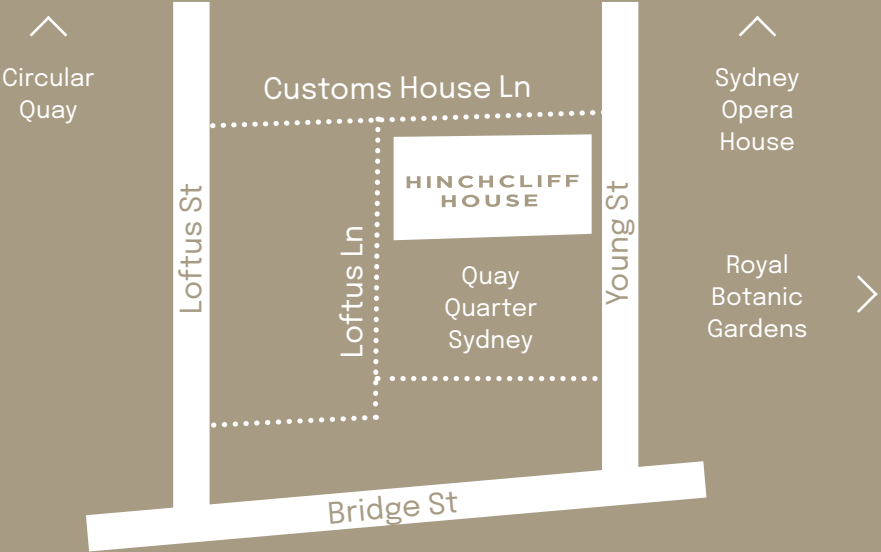 Circular
Quay
Customs House Ln
Sydney
Opera
House
HINCHCLIFF
HOUSE
Loftus St
Loftus Ln
Young St
Quay
Quarter
Sydney
Royal
Botanic
Gardens
Bridge St